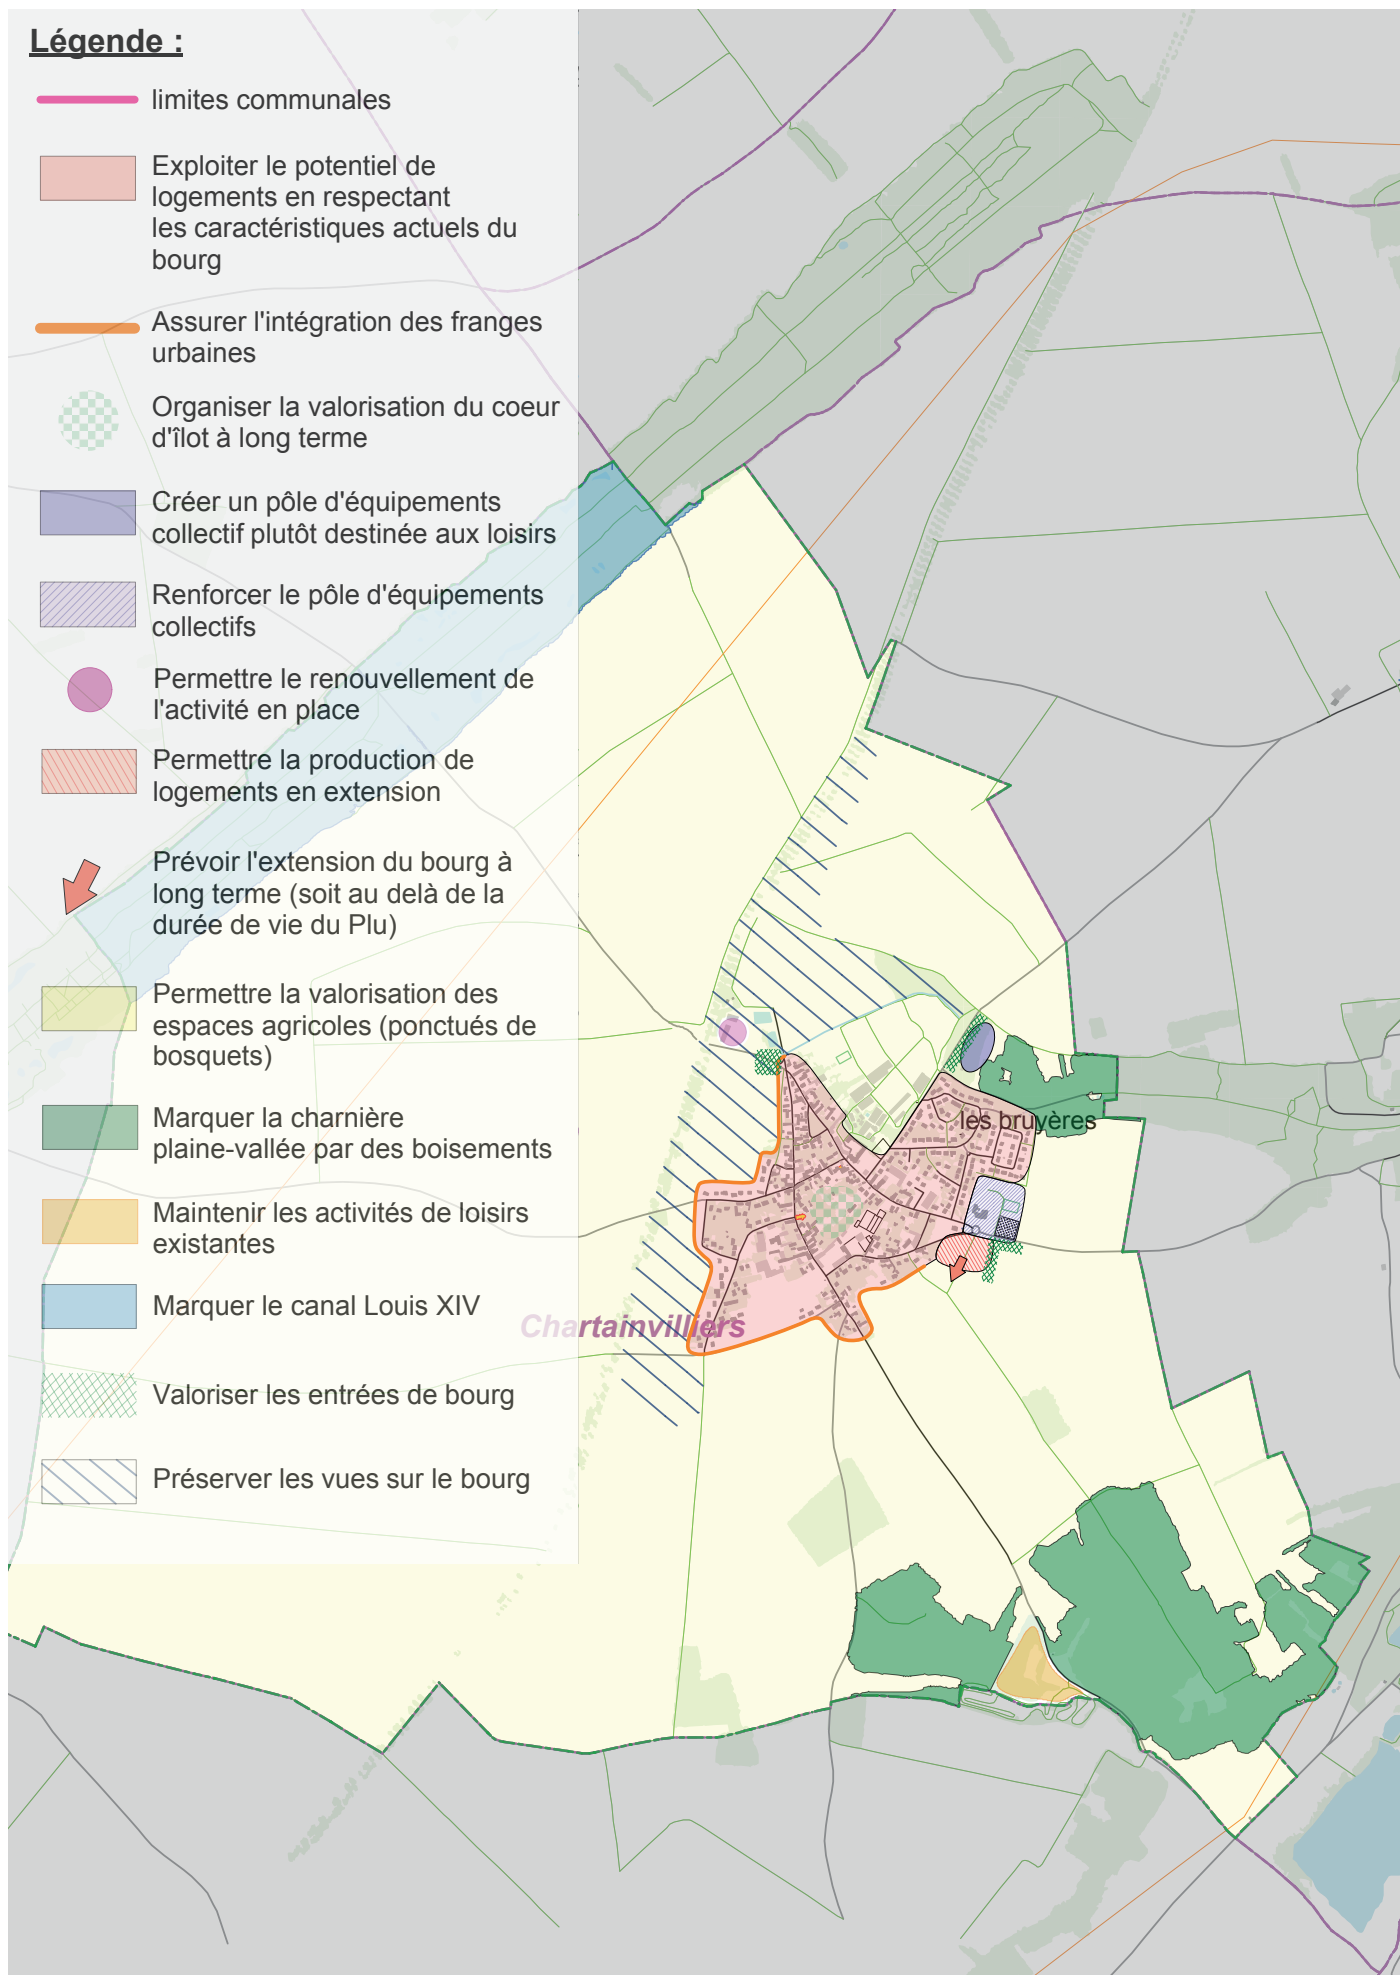 Légende :
limites communales
Exploiter le potentiel de
logements en respectant
les caractéristiques actuels du
bourg
Assurer l'intégration des franges
urbaines
Organiser la valorisation du coeur
d'îlot à long terme
Créer un pôle d'équipements
collectif plutôt destinée aux loisirs
Renforcer le pôle d'équipements
collectifs
Permettre le renouvellement de
l'activité en place
Permettre la production de
logements en extension
Prévoir l'extension du bourg à
long terme (soit au delà de la
durée de vie du Plu)
Permettre la valorisation des
espaces agricoles (ponctués de
bosquets)
Marquer la charnière
plaine-vallée par des boisements
Maintenir les activités de loisirs
existantes
Marquer le canal Louis XIV
Valoriser les entrées de bourg
Préserver les vues sur le bourg
les bruyères
Chartainvilliers